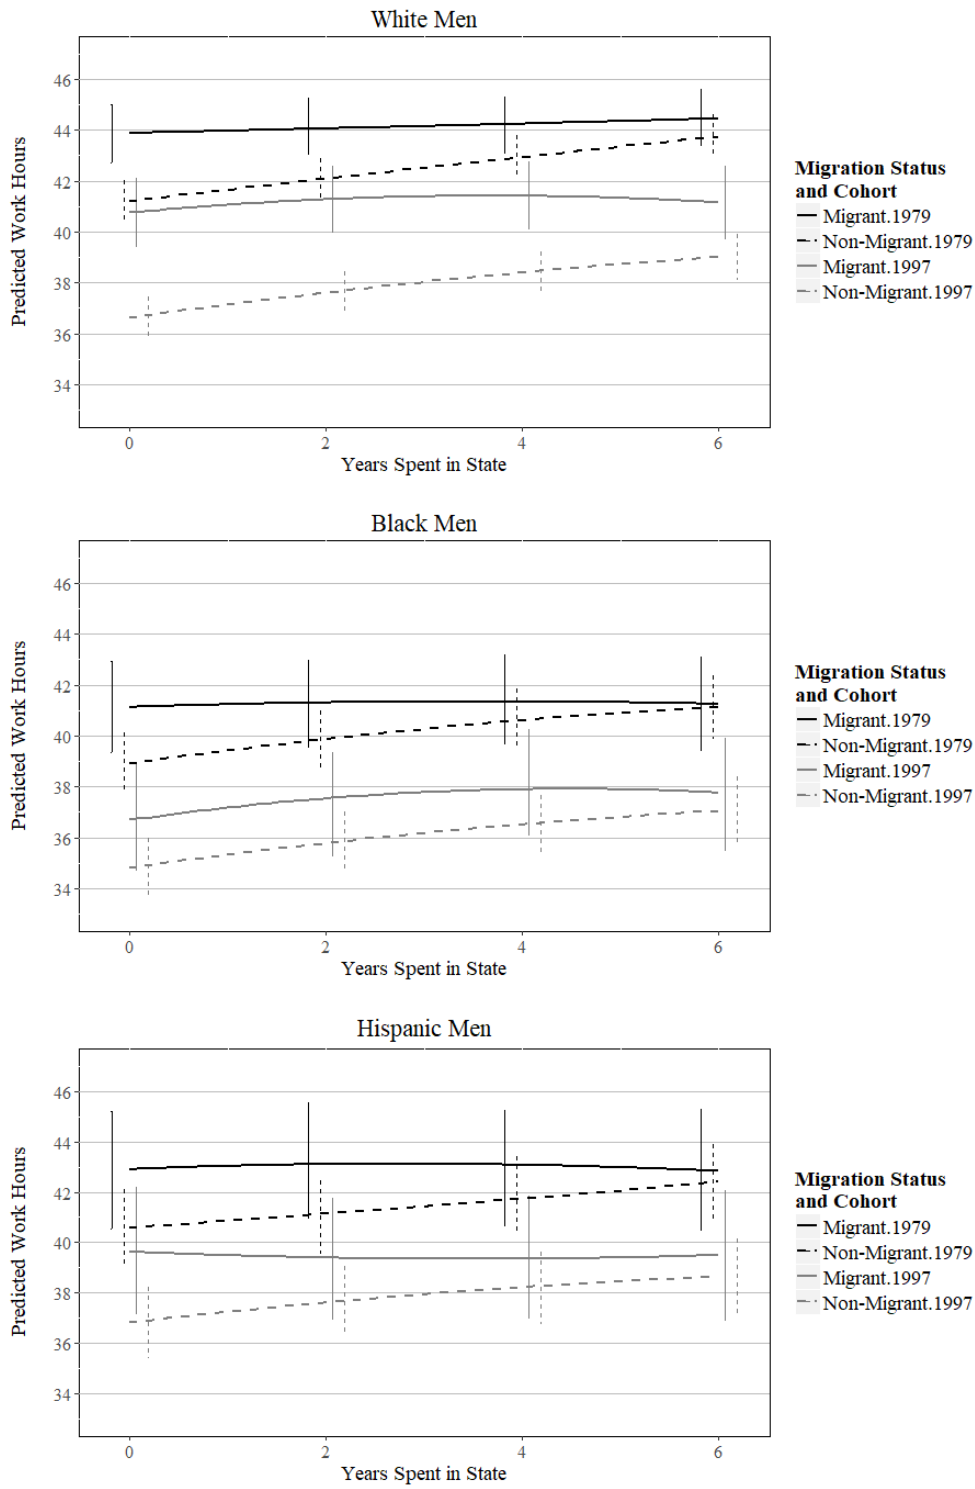 White Men
Predicted Work Hours
46
44
42
40
38
36
34
0 2 4 6
Years Spent in State
Migration Status
and Cohort
Migrant.1979
Non-Migrant.1979
Migrant.1997
Non-Migrant.1997
Black Men
Predicted Work Hours
46
44
42
40
38
36
34
0 2 4 6
Years Spent in State
Migration Status
and Cohort
Migrant.1979
Non-Migrant.1979
Migrant.1997
Non-Migrant.1997
Hispanic Men
Predicted Work Hours
46
44
42
40
38
36
34
0 2 4 6
Years Spent in State
Migration Status
and Cohort
Migrant.1979
Non-Migrant.1979
Migrant.1997
Non-Migrant.1997